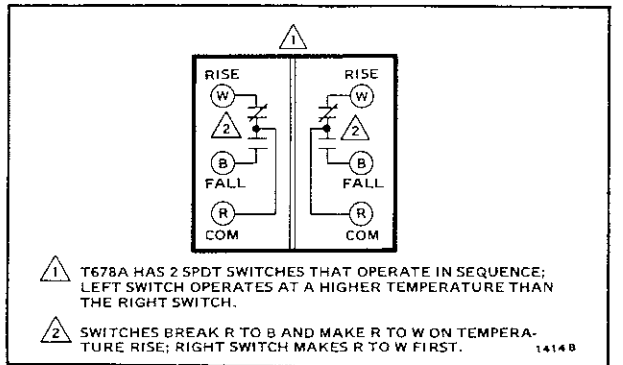 1
RISE RISE
W W
2 2
B B
FALL FALL
R R
COM COM
1 T678A HAS 2 SPDT SWITCHES THAT OPERATE IN SEQUENCE;
LEFT SWITCH OPERATES AT A HIGHER TEMPERATURE THAN
THE RIGHT SWITCH.
2 SWITCHES BREAK R TO B AND MAKE R TO W ON TEMPERA-
TURE RISE; RIGHT SWITCH MAKES R TO W FIRST. 1414B